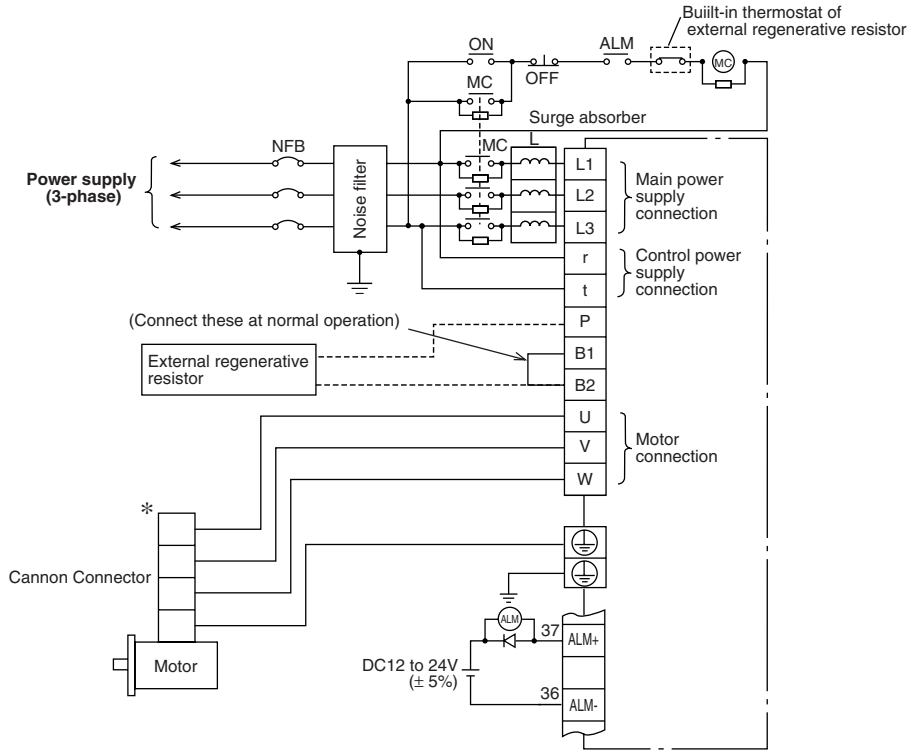 Buiilt-in thermostat of
external regenerative resistor
ON
OFF
ALM
MC
MC
Surge absorber
NFB
MC
L
Power supply
(3-phase)
Noise filter
L1
L2
L3
Main power
supply
connection
r
t
Control power
supply
connection
P
(Connect these at normal operation)
B1
B2
External regenerative
resistor
U
V
W
Motor
connection
*
Cannon Connector
Motor
ALM
37
ALM+
DC12 to 24V
(± 5%)
36
ALM-